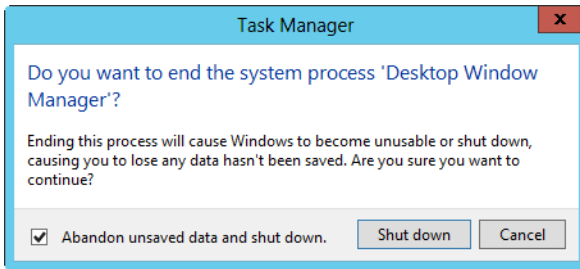 Task Manager
x
Do you want to end the system process 'Desktop Window
Manager'?
Ending this process will cause Windows to become unusable or shut down,
causing you to lose any data hasn't been saved. Are you sure you want to
continue?
Abandon unsaved data and shut down. Shut down Cancel